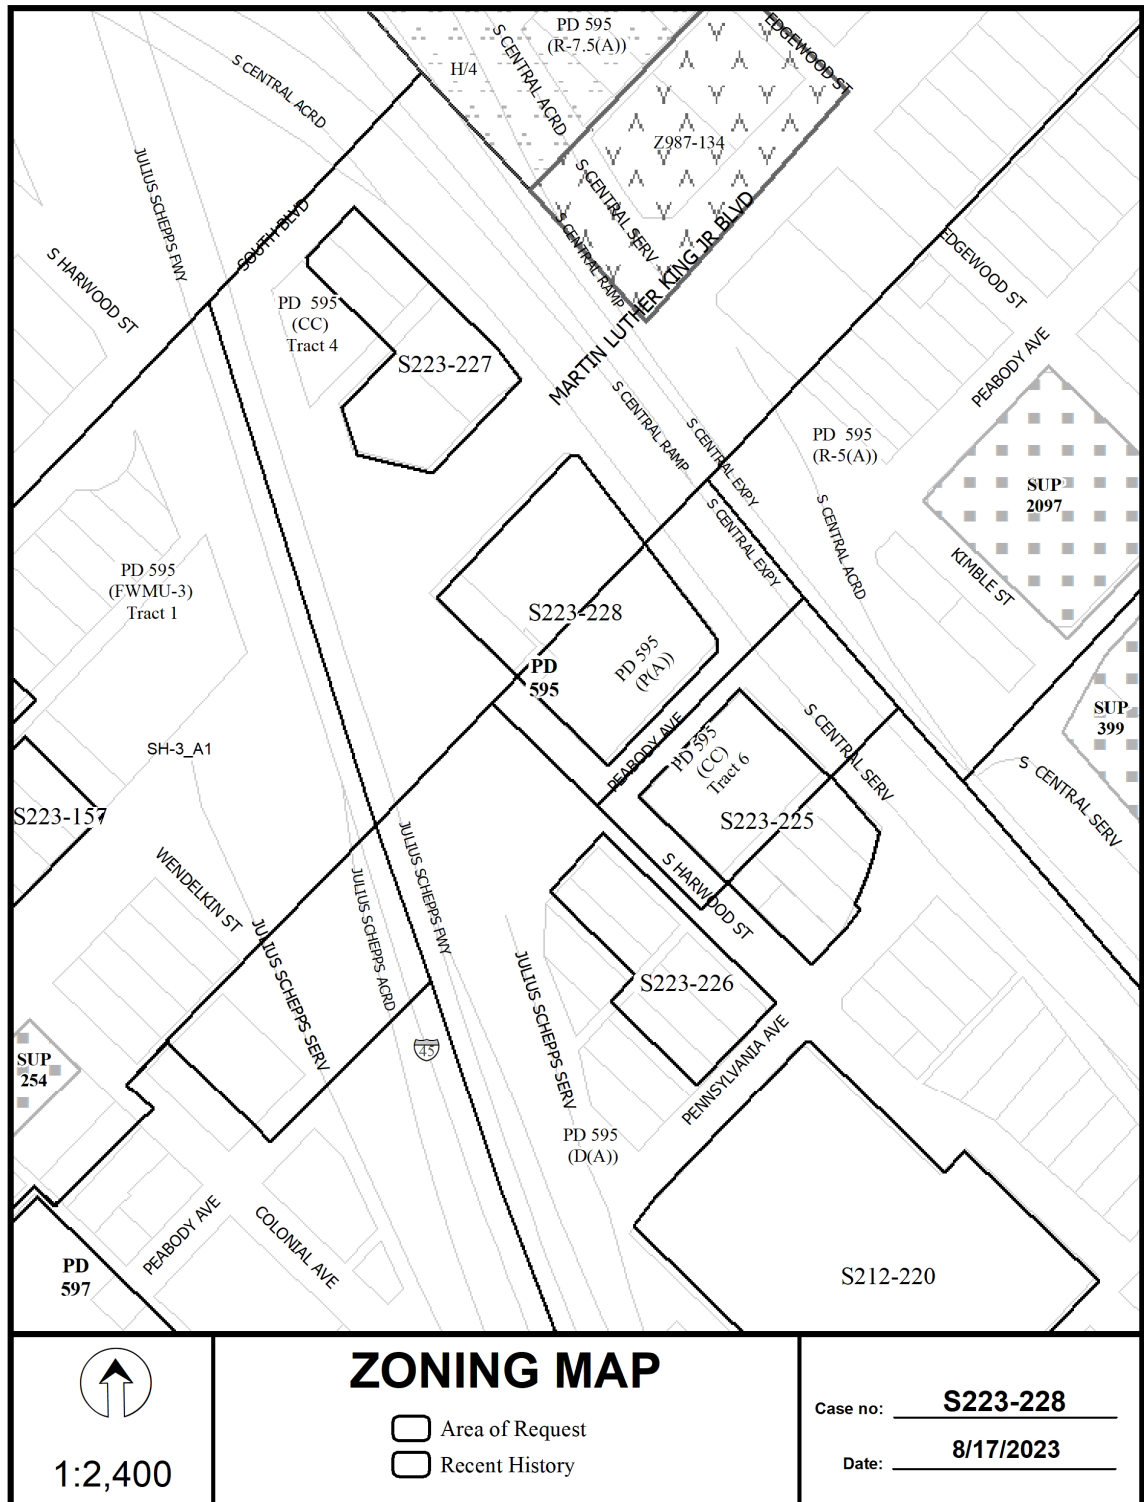 PD 595
(R-7.5(A))
EDGEWOOD ST
S CENTRAL ACRD
S CENTRAL ACRD
H/4
Z987-134
JULIUS SCHEPPS FWY
SOUTH BLVD
S CENTRAL SERV
S CENTRAL RAMP
MARTIN LUTHER KING JR BLVD
S HARWOOD ST
EDGEWOOD ST
PD 595
(CC)
Tract 4
S223-227
PEABODY AVE
S CENTRAL RAMP
S CENTRAL EXPY
PD 595
(R-5(A))
SUP
2097
S CENTRAL EXPY
S CENTRAL ACRD
KIMBLE ST
PD 595
(FWMU-3)
Tract 1
S223-228
PD 595
(P(A))
PD
595
SUP
399
SH-3_A1
PEABODY AVE
PD 595
(CC)
Tract 6
S CENTRAL SERV
S CENTRAL SERV
S223-157
S223-225
JULIUS SCHEPPS FWY
WENDELKIN ST
JULIUS SCHEPPS ACRD
S HARWOOD ST
JULIUS SCHEPPS SERV
JULIUS SCHEPPS SERV
S223-226
45
SUP
254
PENNSYLVANIA AVE
PD 595
(D(A))
PEABODY AVE
COLONIAL AVE
PD
597
S212-220
1:2,400
ZONING MAP
Area of Request
Recent History
Case no: S223-228
Date: 8/17/2023